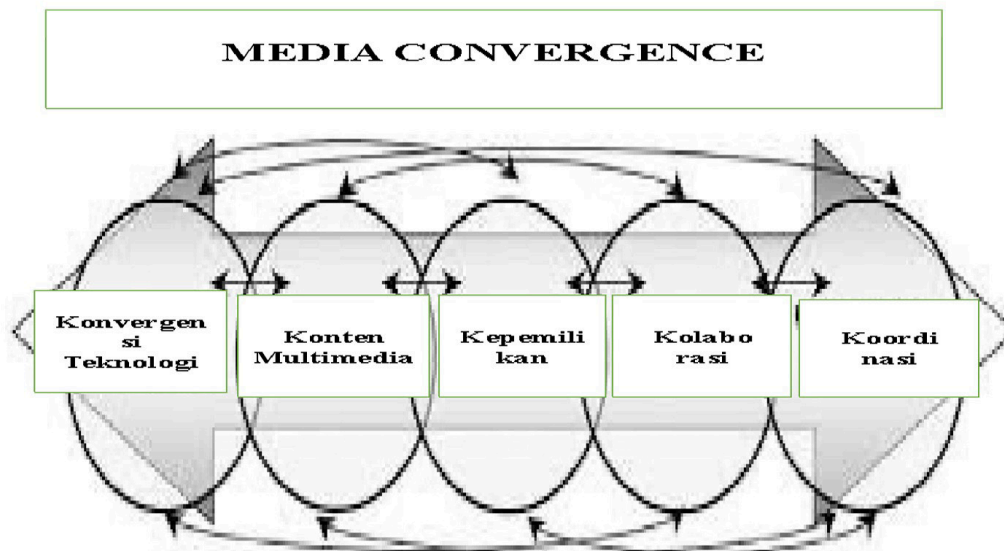 MEDIA CONVERGENCE
Konvergen
si
Teknologi
Konten
Multimedia
Kepemili
kan
Kolabo
rasi
Koordi
nasi